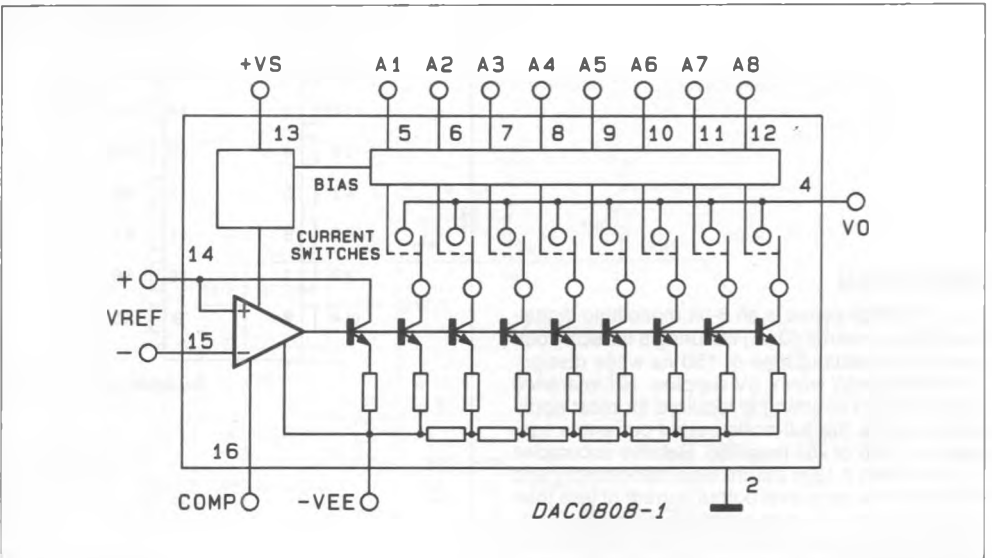 +VS A1 A2 A3 A4 A5 A6 A7 A8
13 5 6 7 8 9 10 11 12
BIAS
4
VO
CURRENT
SWITCHES
14
+
+
VREF
-
15
-
16
COMP
-VEE
2
DAC0808-1